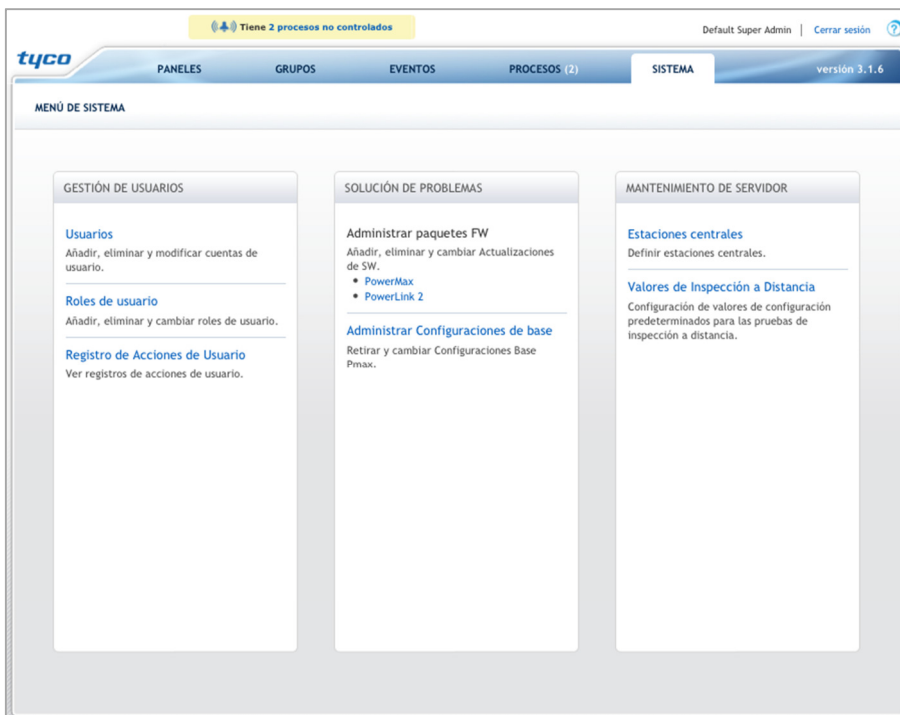 Tiene 2 procesos no controlados
Default Super Admin | Cerrar sesión ?
tyco
PANELES GRUPOS EVENTOS PROCESOS (2) SISTEMA versión 3.1.6
MENÚ DE SISTEMA
GESTIÓN DE USUARIOS
Usuarios
Añadir, eliminar y modificar cuentas de
usuario.
Roles de usuario
Añadir, eliminar y cambiar roles de usuario.
Registro de Acciones de Usuario
Ver registros de acciones de usuario.
SOLUCIÓN DE PROBLEMAS
Administrar paquetes FW
Añadir, eliminar y cambiar Actualizaciones
de SW.
• PowerMax
• PowerLink 2
Administrar Configuraciones de base
Retirar y cambiar Configuraciones Base
Pmax.
MANTENIMIENTO DE SERVIDOR
Estaciones centrales
Definir estaciones centrales.
Valores de Inspección a Distancia
Configuración de valores de configuración
predeterminados para las pruebas de
inspección a distancia.